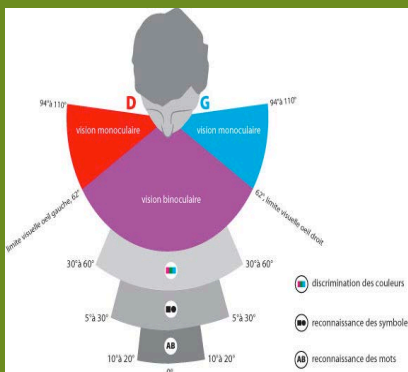 D G
94°à 110° 94°à 110°
vision monoculaire vision monoculaire
vision binoculaire
limite visuelle oeil gauche, 62° 62°, limite visuelle oeil droit
30°à 60° 30°à 60°
discrimination des couleurs
5°à 30° 5°à 30°
reconnaissance des symbole
AB
10°à 20° 10°à 20°
AB reconnaissance des mots
0°